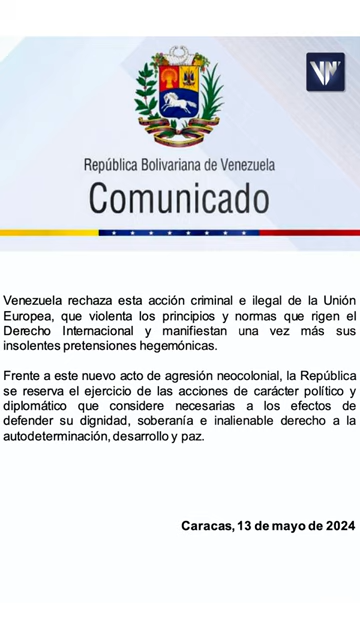 VN
República Bolivariana de Venezuela
Comunicado
Venezuela rechaza esta acción criminal e ilegal de la Unión
Europea, que violenta los principios y normas que rigen el
Derecho Internacional y manifiestan una vez más sus
insolentes pretensiones hegemónicas.
Frente a este nuevo acto de agresión neocolonial, la República
se reserva el ejercicio de las acciones de carácter político y
diplomático que considere necesarias a los efectos de
defender su dignidad, soberanía e inalienable derecho a la
autodeterminación, desarrollo y paz.
Caracas, 13 de mayo de 2024